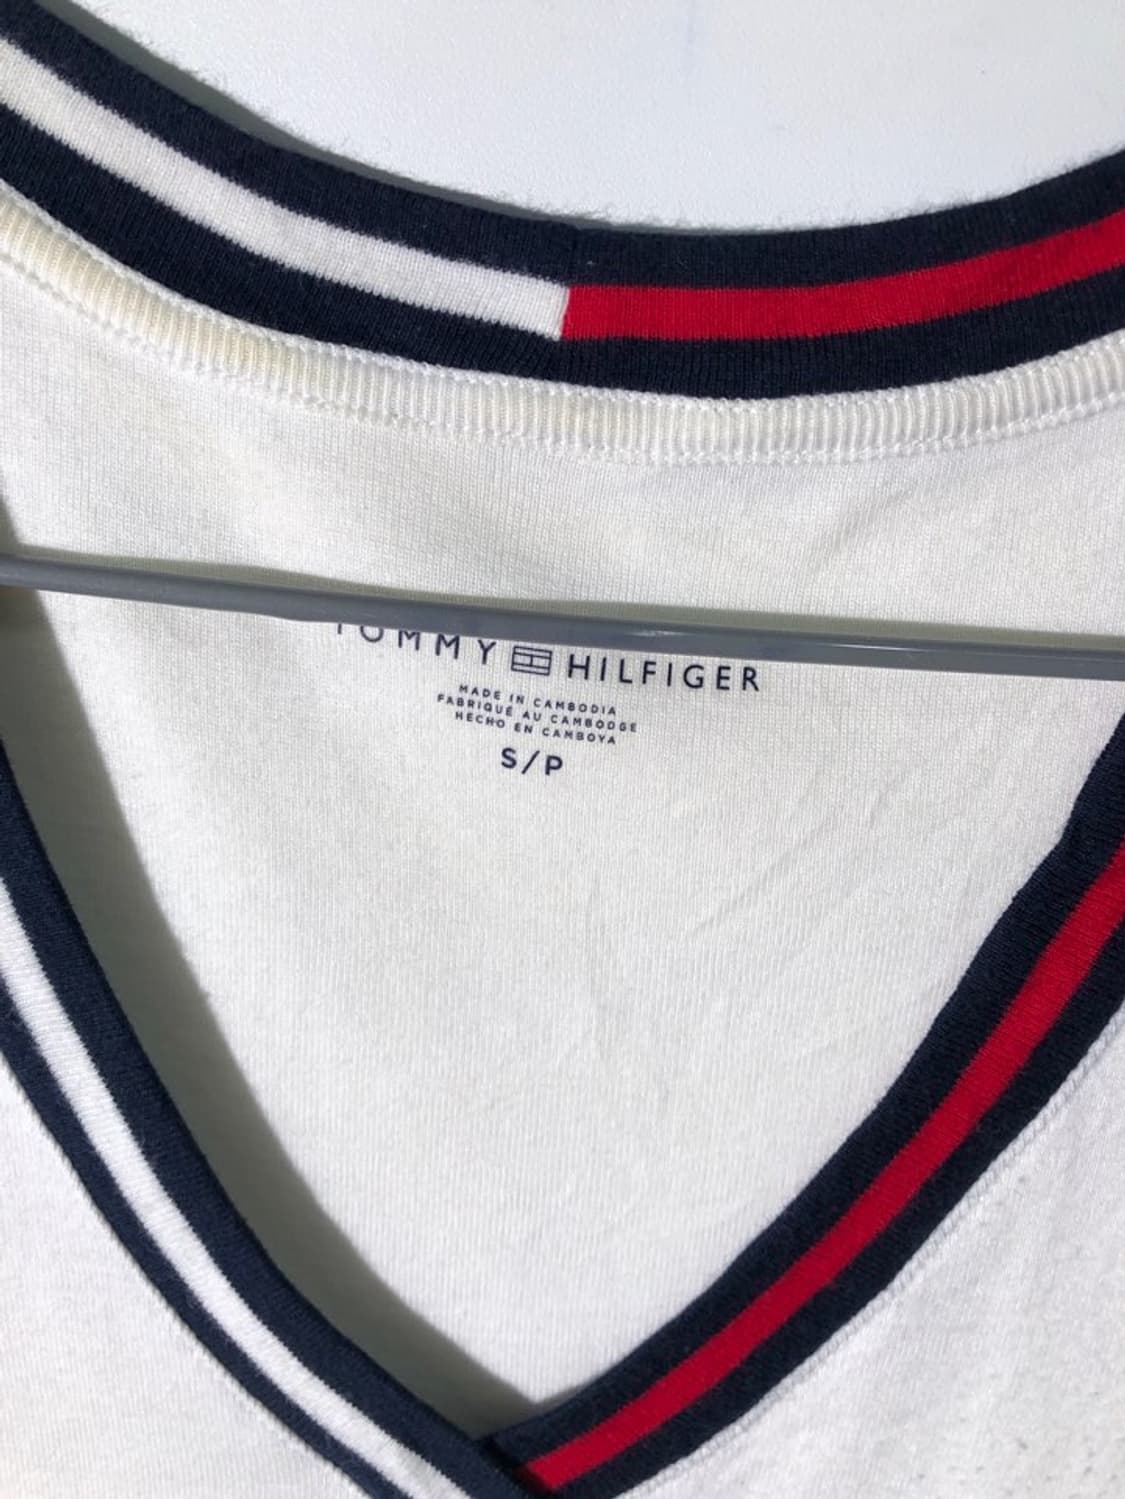 TOMMY HILFIGER
MADE IN CAMBODIA
FABRIQUÉ AU CAMBODGE
HECHO EN CAMBOYA
S/P